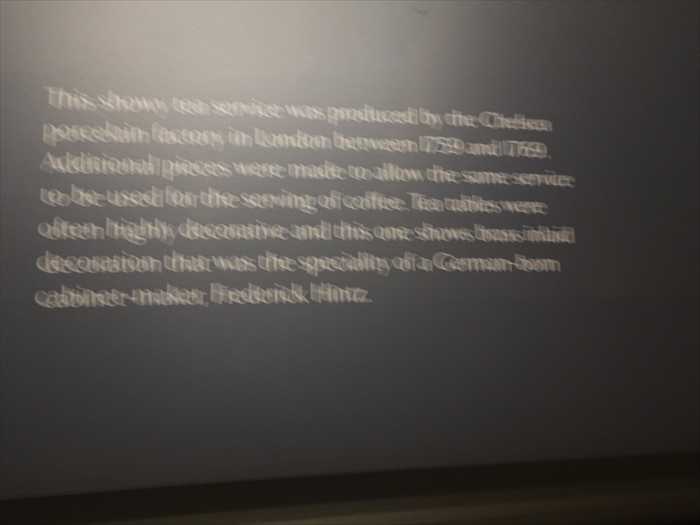 This showy tea service was produced by the Chelsea
porcelain factory in London between 1759 and 1769.
Additional pieces were made to allow the same service
to be used for the serving of coffee. Tea tables were
often highly decorative and this one shows brass inlaid
decoration that was the speciality of a German-born
cabinet-maker, Frederick Hintz.